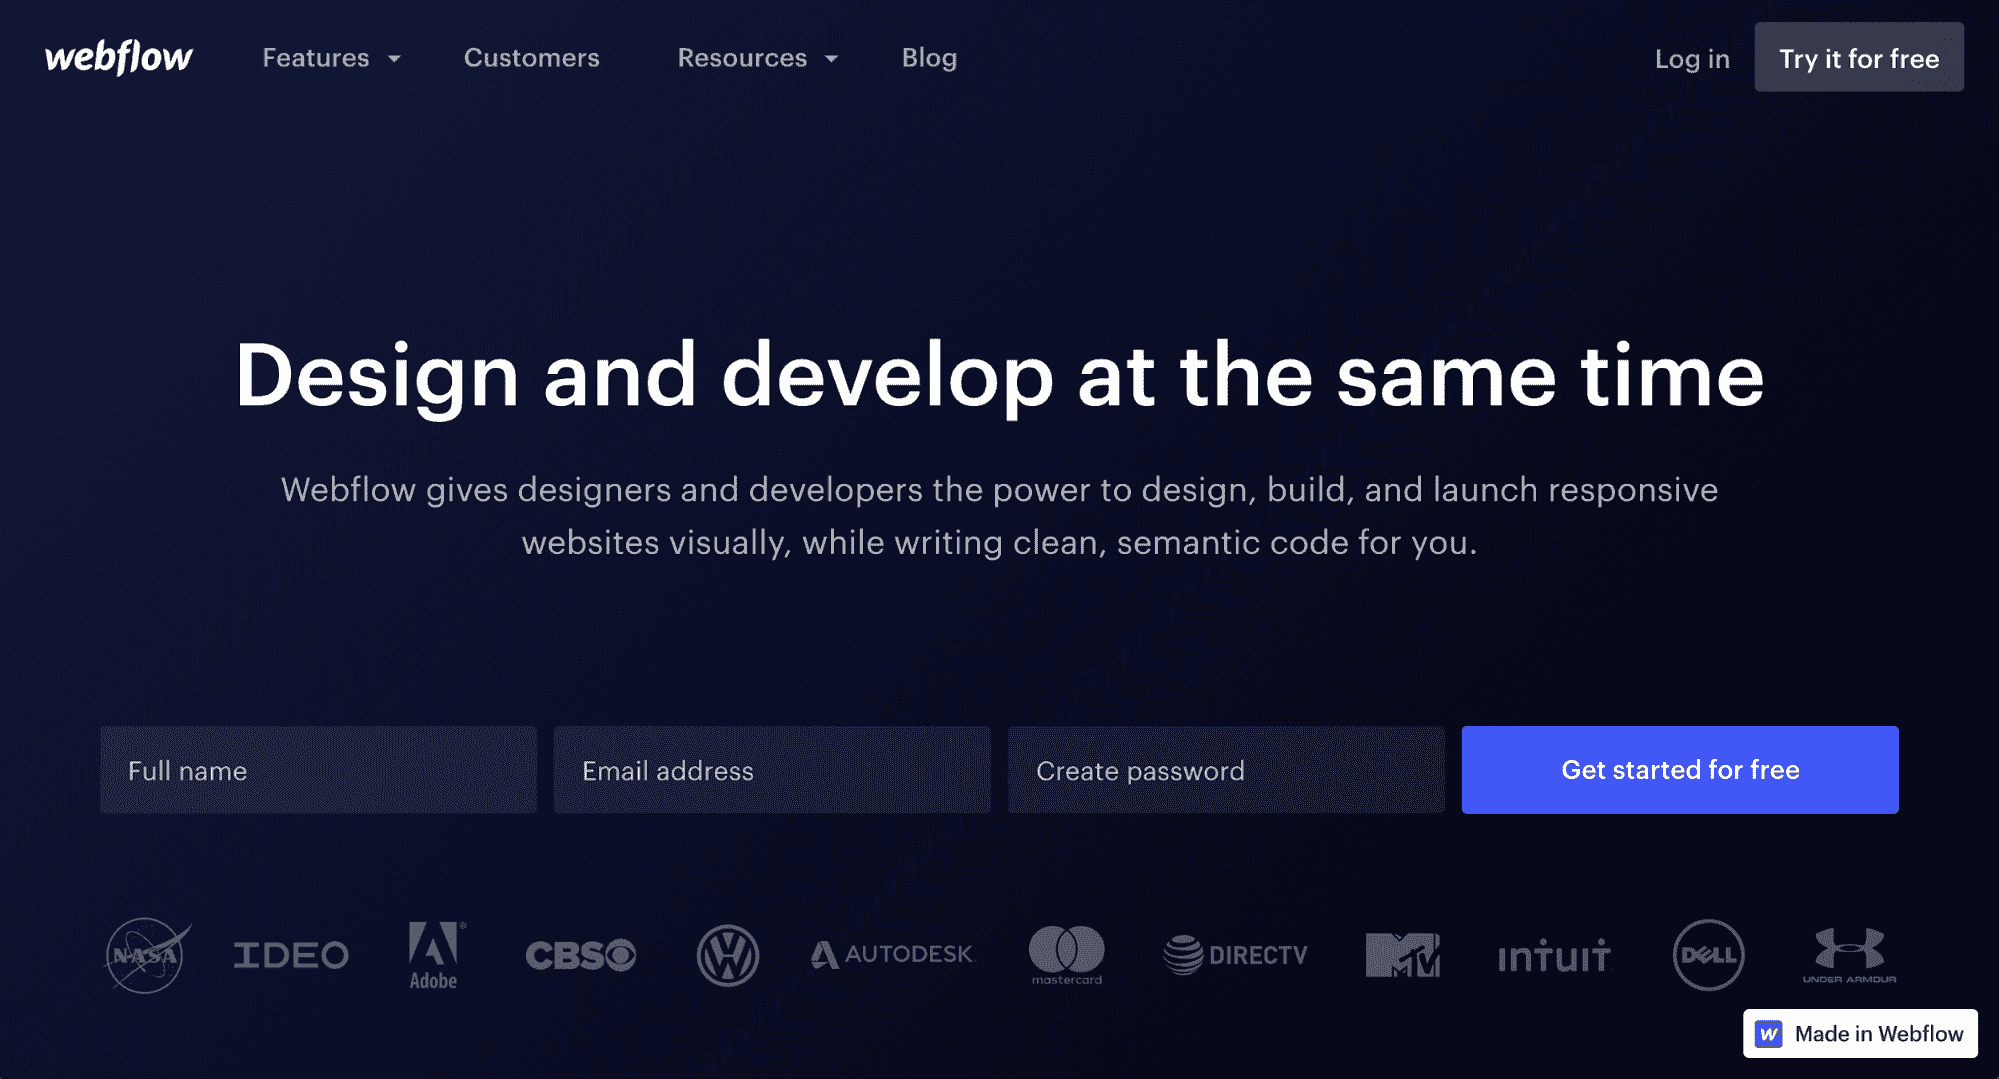 webflow Features Customers Resources Blog Log in Try it for free
Design and develop at the same time
Webflow gives designers and developers the power to design, build, and launch responsive
websites visually, while writing clean, semantic code for you.
Full name Email address Create password Get started for free
NASA IDEO Adobe® CBS VW AUTODESK. mastercard DIRECTV MTV intuit. DELL UNDER ARMOUR
W Made in Webflow